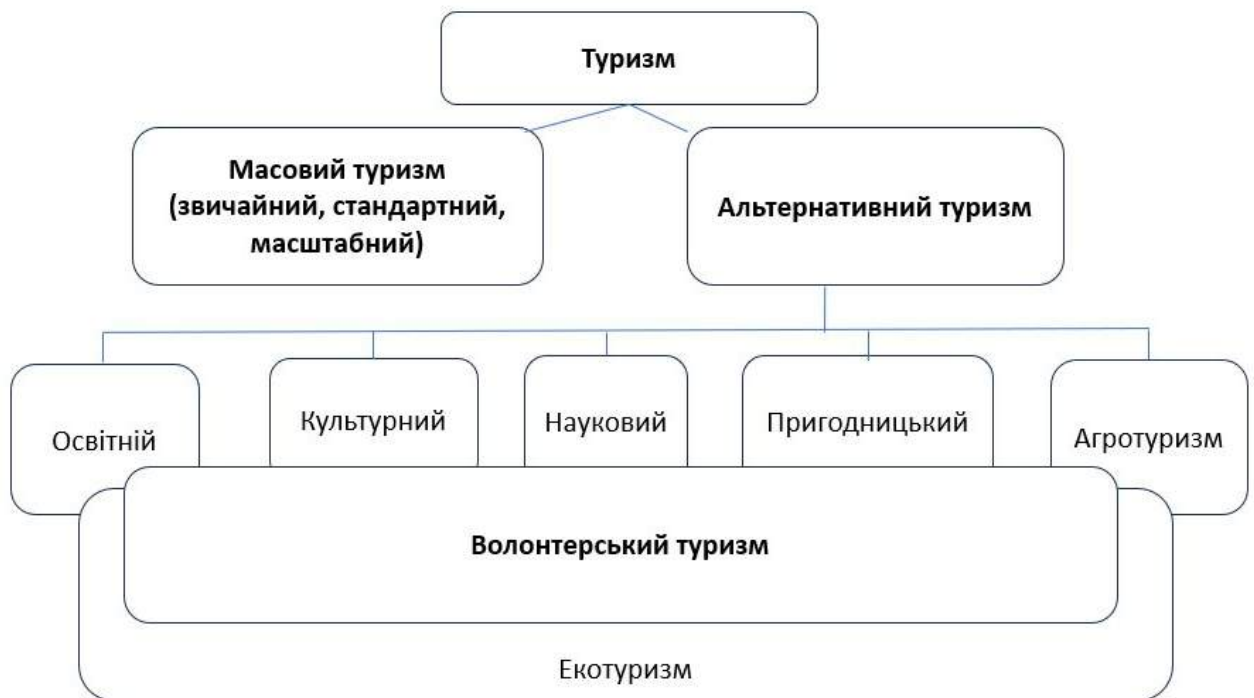 Туризм
Масовий туризм
(звичайний, стандартний,
масштабний)
Альтернативний туризм
Освітній
Культурний
Науковий
Пригодницький
Агротуризм
Волонтерський туризм
Екотуризм